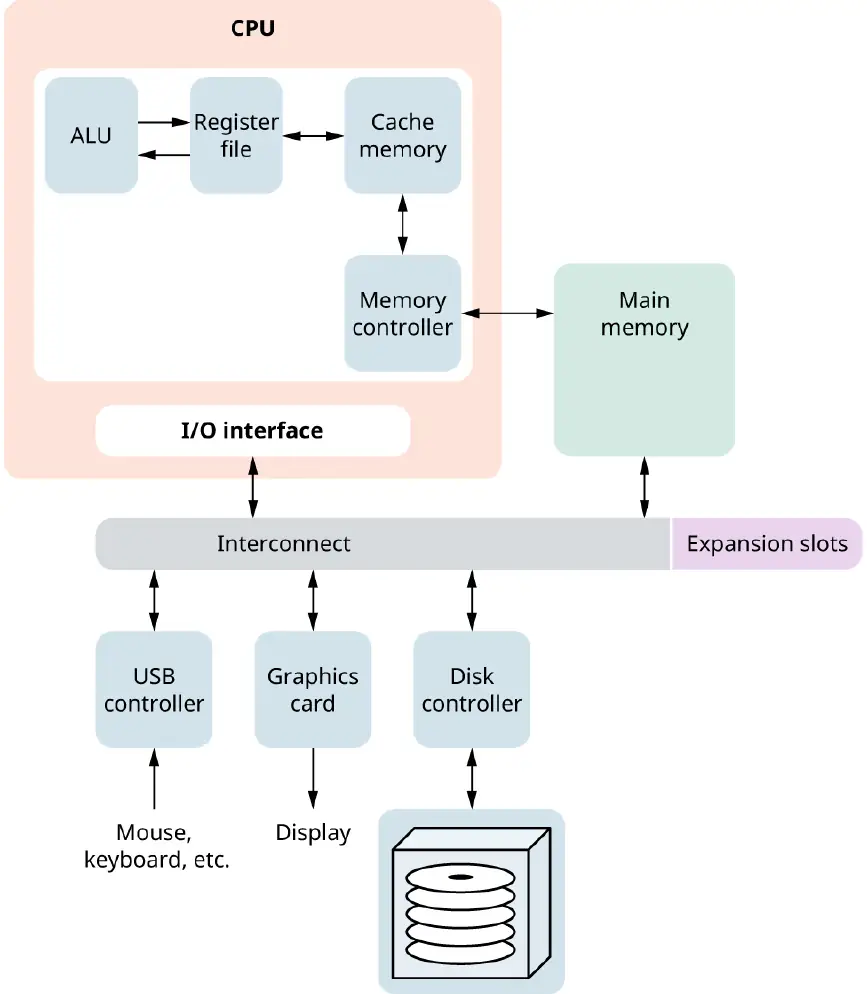 CPU
ALU
Register
file
Cache
memory
Memory
controller
Main
memory
I/O interface
Interconnect
Expansion slots
USB
controller
Graphics
card
Disk
controller
Mouse,
keyboard, etc.
Display